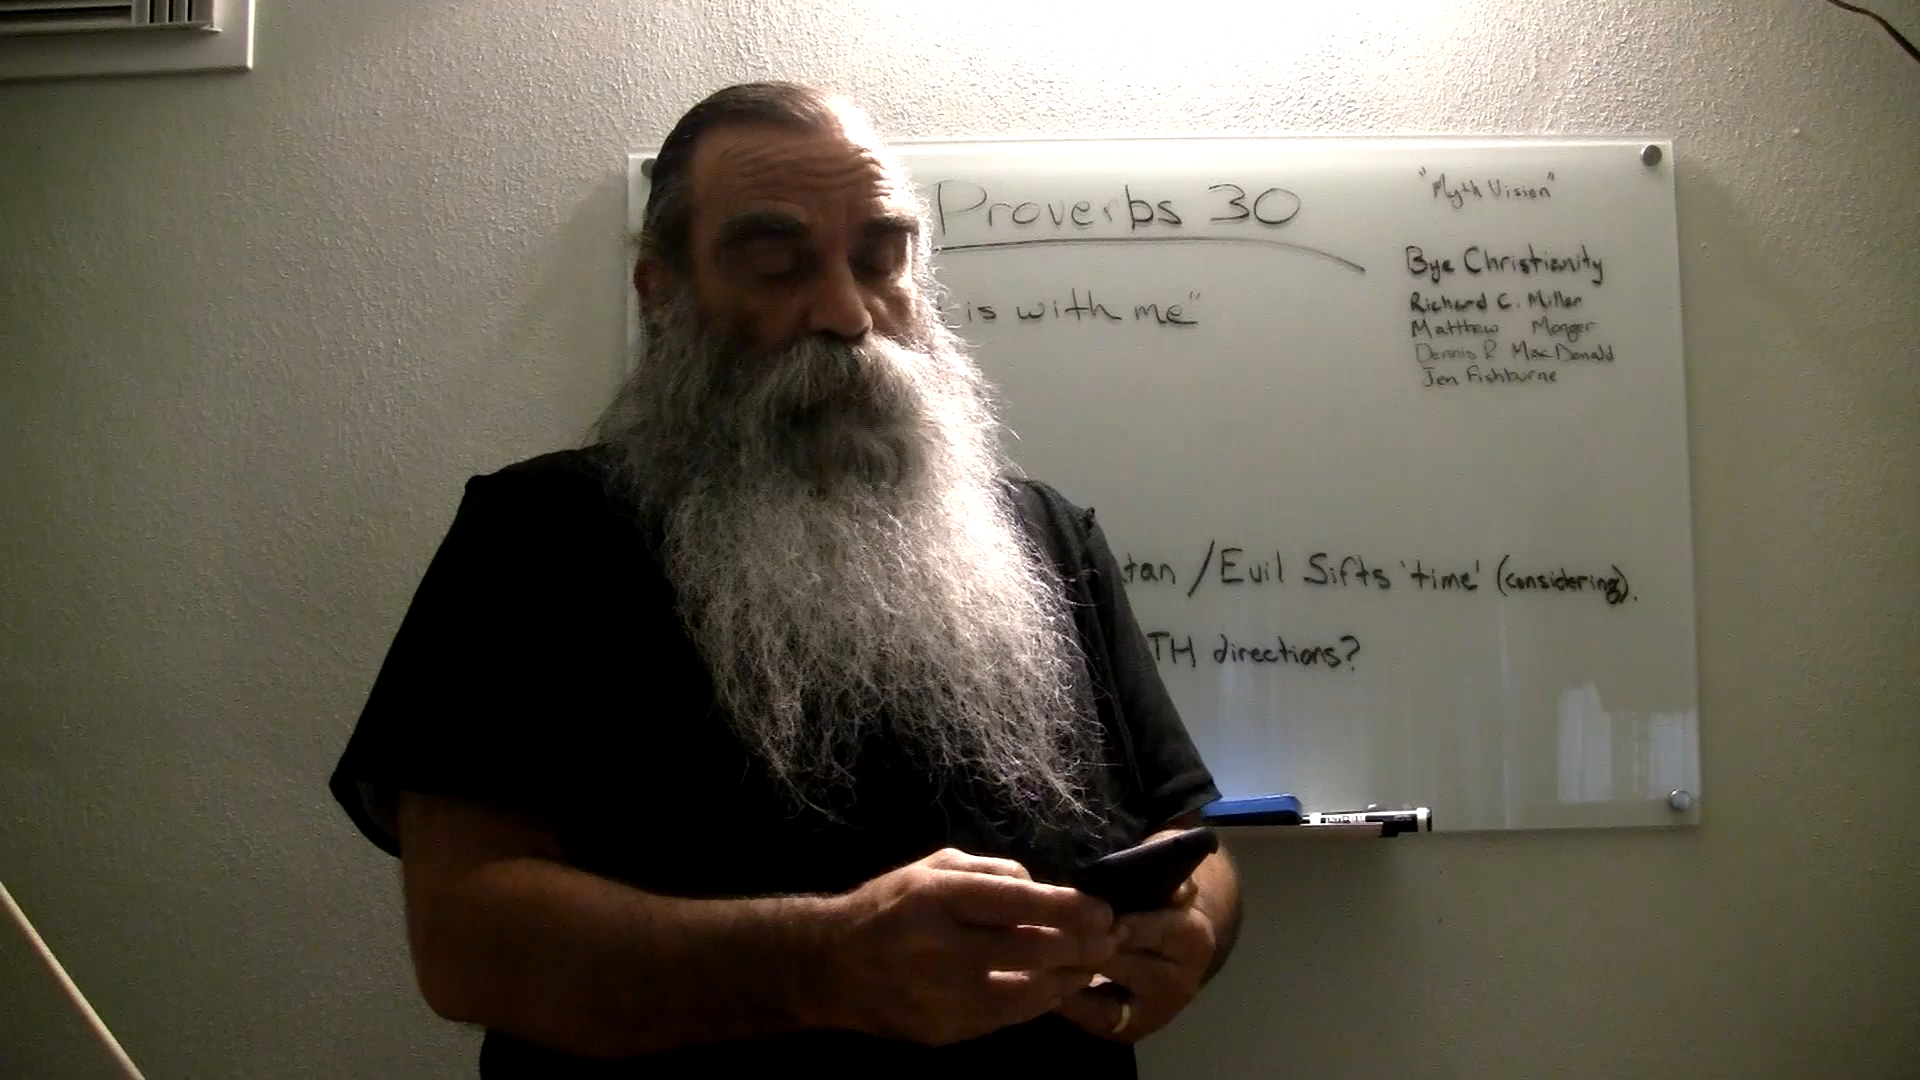 Proverbs 30
is with me"
tan / Evil Sifts 'time' (considering).
TH directions?
"Myth Vision"
Bye Christianity
Richard C. Miller
Matthew Monger
Dennis R MacDonald
Jen Fishburne